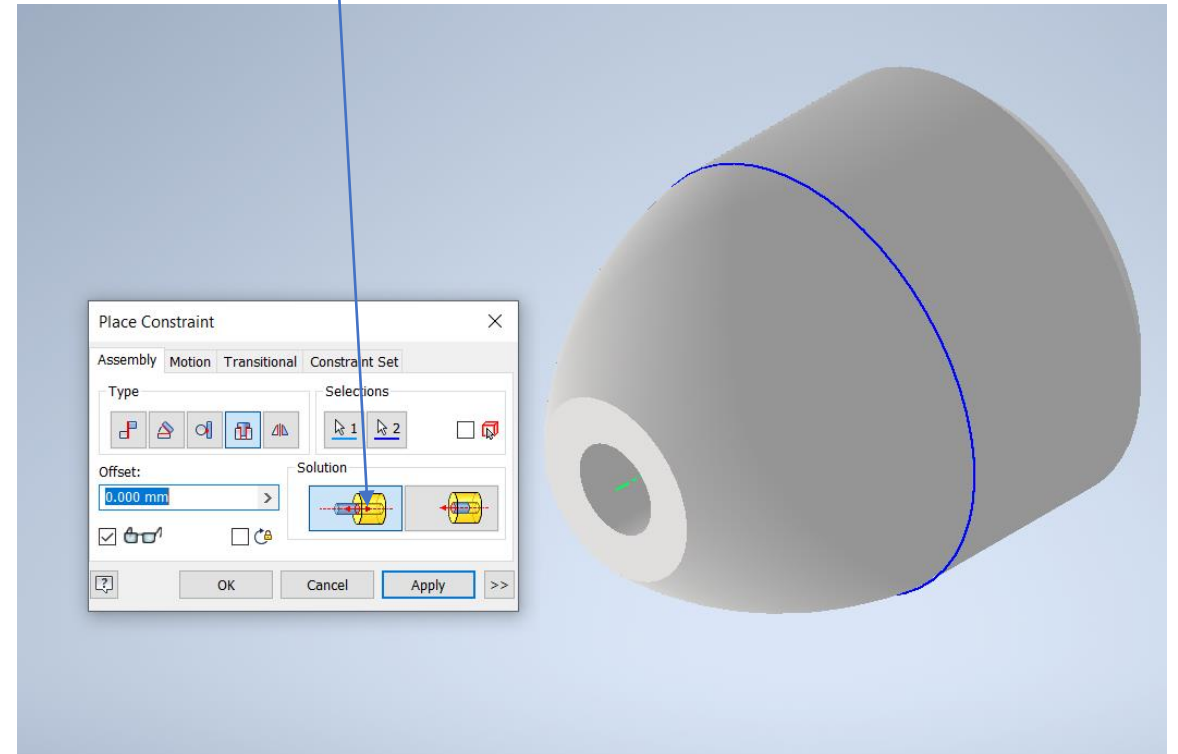 Place Constraint
Assembly Motion Transitional Constraint Set
Type
Selections
1 2
Offset:
Solution
0.000 mm >
?
OK Cancel Apply >>